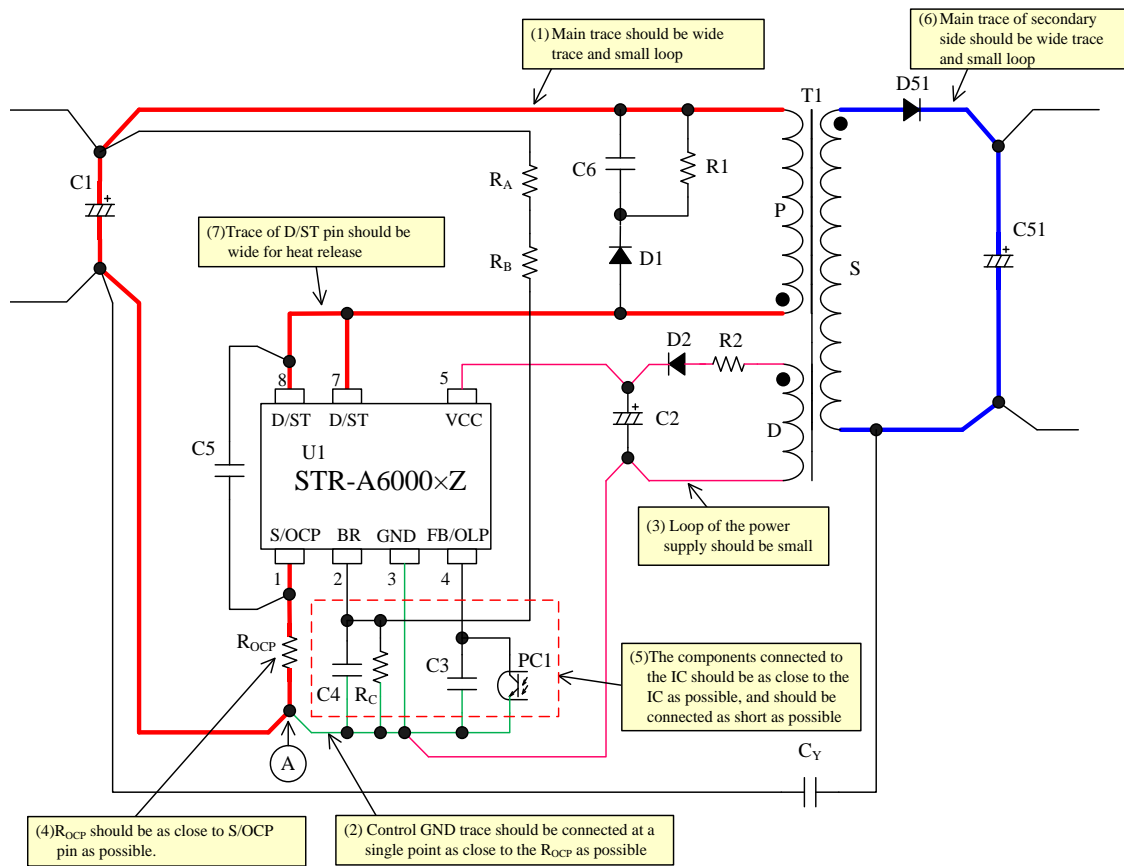 (1) Main trace should be wide
trace and small loop
(6) Main trace of secondary
side should be wide trace
and small loop
D51
T1
C1
C6
R1
RA
P
(7)Trace of D/ST pin should be
wide for heat release
RB
D1
S
C51
D2
R2
8
7
5
D/ST
D/ST
VCC
C2
D
C5
U1
STR-A6000×Z
(3) Loop of the power
supply should be small
S/OCP
BR
GND
FB/OLP
1
2
3
4
ROCP
C4
RC
C3
PC1
(5)The components connected to
the IC should be as close to the
IC as possible, and should be
connected as short as possible
A
CY
(4)ROCP should be as close to S/OCP
pin as possible.
(2) Control GND trace should be connected at a
single point as close to the ROCP as possible